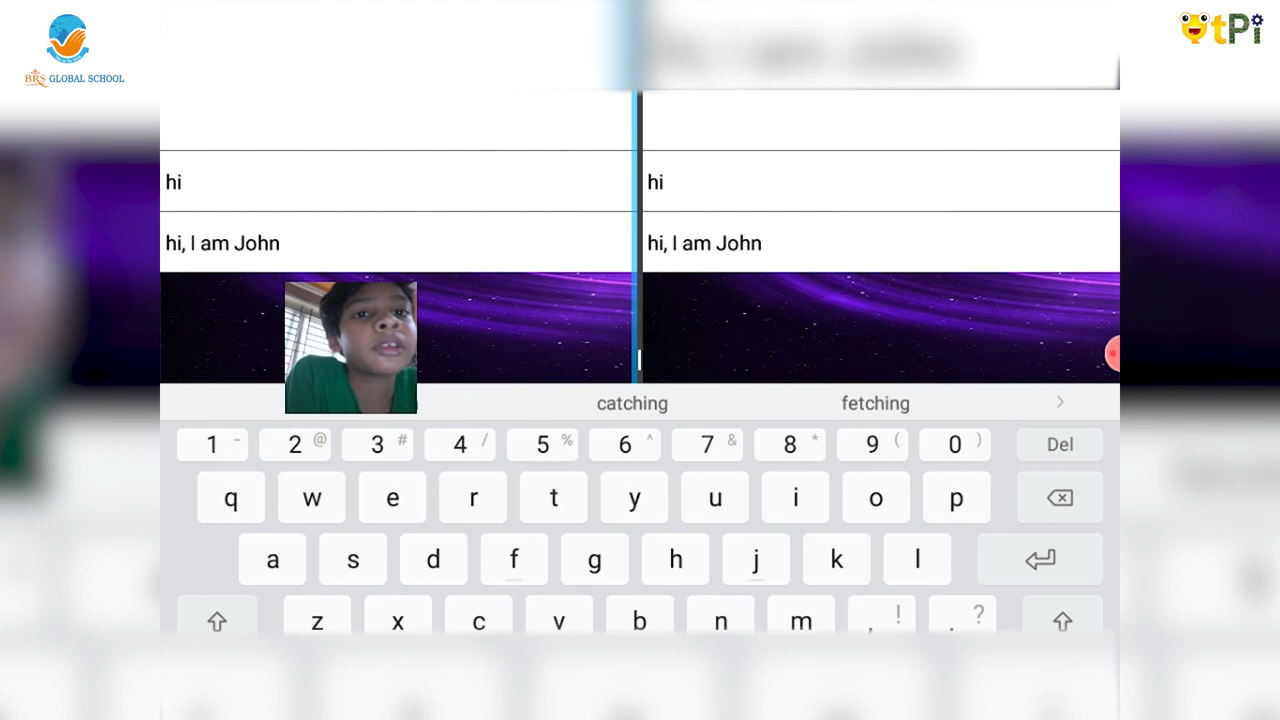 BRS GLOBAL SCHOOL
tPi
hi
hi
hi, I am John
hi, I am John
catching
fetching
1 - 2 @ 3 # 4 / 5 % 6 ^ 7 & 8 * 9 ( 0 ) Del
q w e r t y u i o p
a s d f g h j k l
z x c v b n m , ! . ?